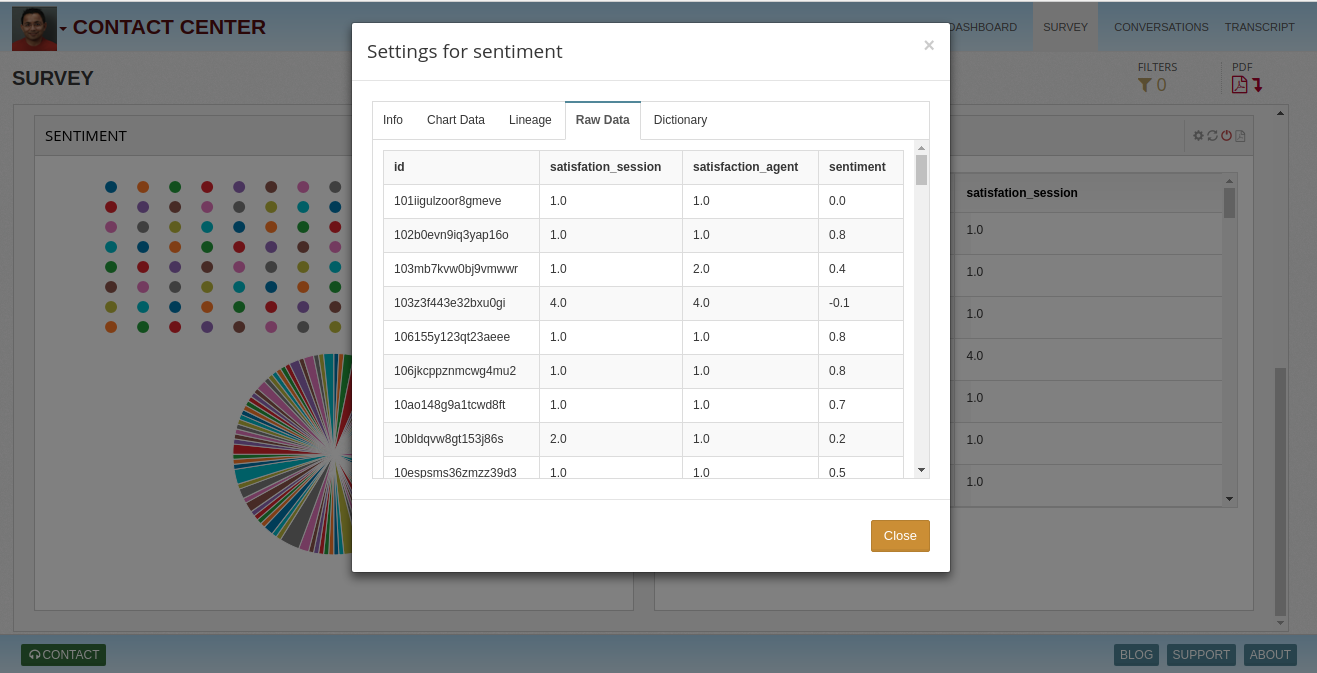 CONTACT CENTER
DASHBOARD
SURVEY
CONVERSATIONS
TRANSCRIPT
SURVEY
FILTERS
0
PDF
SENTIMENT
Settings for sentiment
×
Info
Chart Data
Lineage
Raw Data
Dictionary
id satisfation_session satisfaction_agent sentiment
101iigulzoor8gmeve 1.0 1.0 0.0
102b0evn9iq3yap16o 1.0 1.0 0.8
103mb7kvw0bj9vmwwr 1.0 2.0 0.4
103z3f443e32bxu0gi 4.0 4.0 -0.1
106155y123qt23aeee 1.0 1.0 0.8
106jkcppznmcwg4mu2 1.0 1.0 0.8
10ao148g9a1tcwd8ft 1.0 1.0 0.7
10bldqvw8gt153j86s 2.0 1.0 0.2
10espsms36zmzz39d3 1.0 1.0 0.5
Close
satisfation_session
1.0
1.0
1.0
4.0
1.0
1.0
1.0
CONTACT
BLOG
SUPPORT
ABOUT